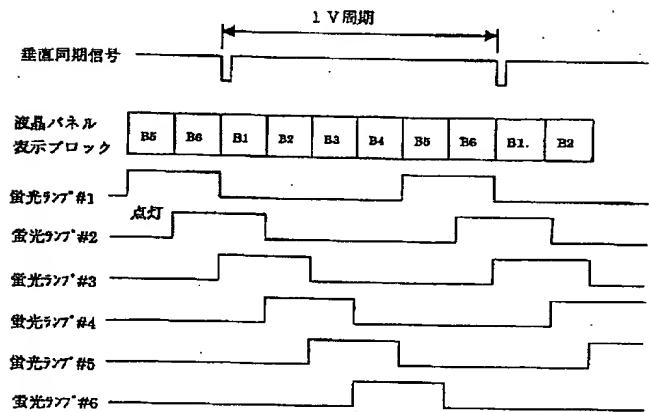 1 V周期
垂直同期信号
液晶パネル
表示ブロック
B5 B6 B1 B2 B3 B4 B5 B6 B1. B2
蛍光ランプ#1
点灯
蛍光ランプ#2
蛍光ランプ#3
蛍光ランプ#4
蛍光ランプ#5
蛍光ランプ#6